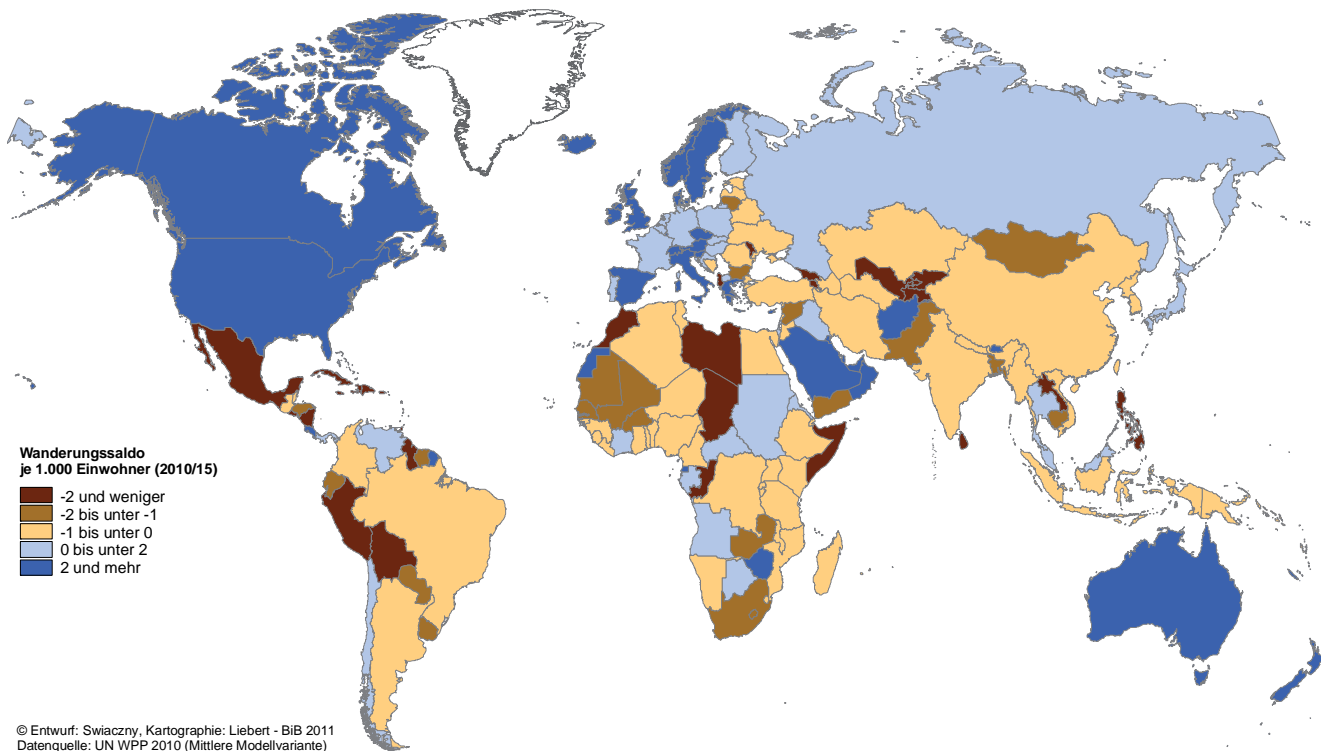 Wanderungssaldo
je 1.000 Einwohner (2010/15)
-2 und weniger
-2 bis unter -1
-1 bis unter 0
0 bis unter 2
2 und mehr
© Entwurf: Swiaczny, Kartographie: Liebert - BiB 2011
Datenquelle: UN WPP 2010 (Mittlere Modellvariante)